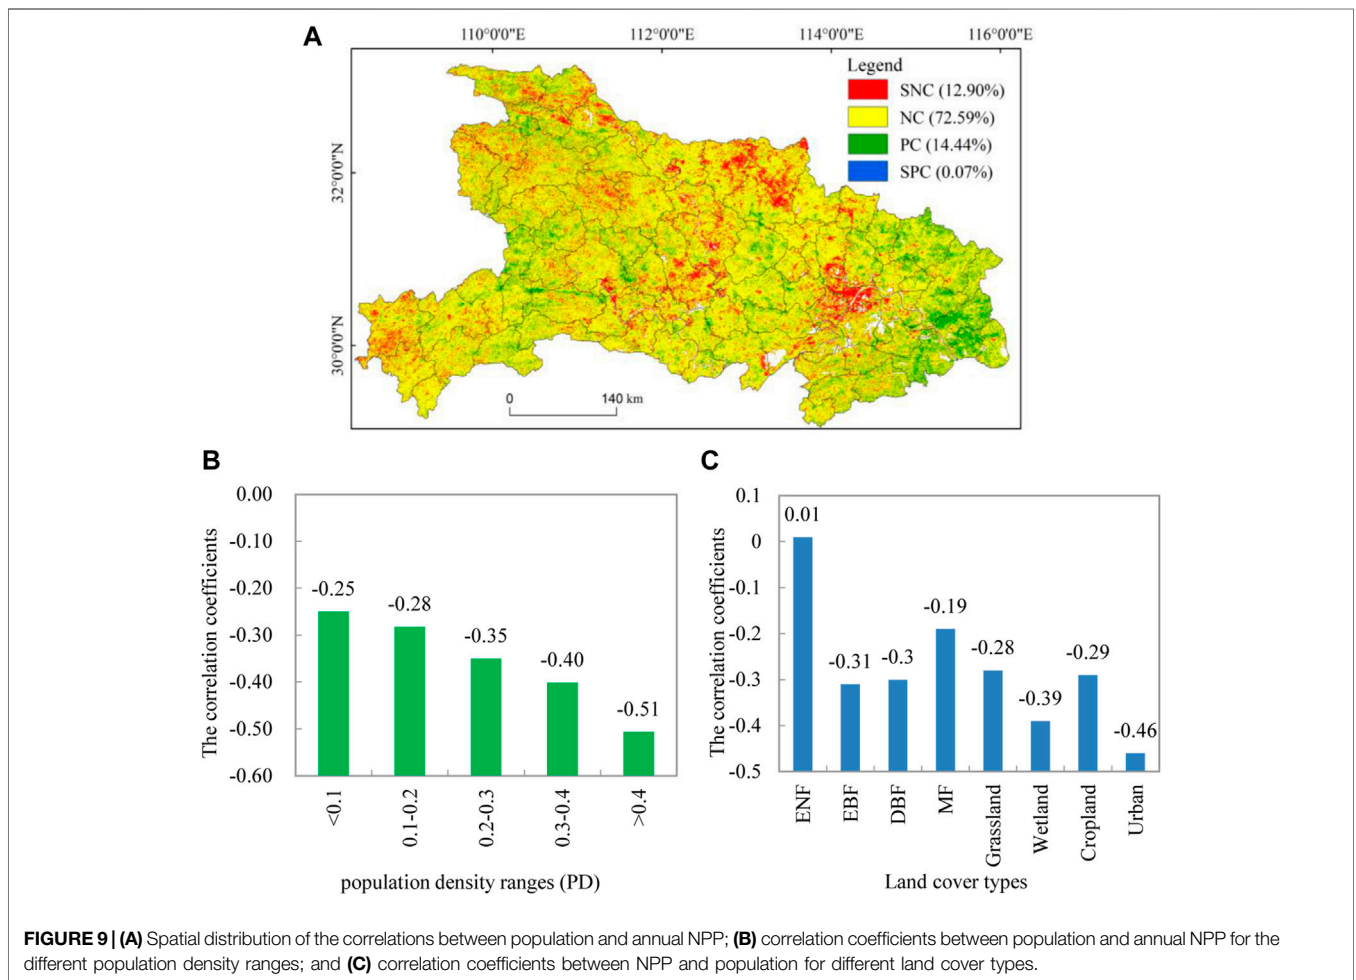 A
110°0'0"E
112°0'0"E
114°0'0"E
116°0'0"E
Legend
SNC (12.90%)
NC (72.59%)
PC (14.44%)
SPC (0.07%)
32°0'0"N
30°0'0"N
0
140 km
B
The correlation coefficients
0.00
-0.10
-0.20
-0.30
-0.40
-0.50
-0.60
-0.25
-0.28
-0.35
-0.40
-0.51
<0.1
0.1-0.2
0.2-0.3
0.3-0.4
>0.4
population density ranges (PD)
C
The correlation coefficients
0.1
0
-0.1
-0.2
-0.3
-0.4
-0.5
0.01
-0.31
-0.3
-0.19
-0.28
-0.39
-0.29
-0.46
ENF
EBF
DBF
MF
Grassland
Wetland
Cropland
Urban
Land cover types
FIGURE 9 | (A) Spatial distribution of the correlations between population and annual NPP; (B) correlation coefficients between population and annual NPP for the
different population density ranges; and (C) correlation coefficients between NPP and population for different land cover types.